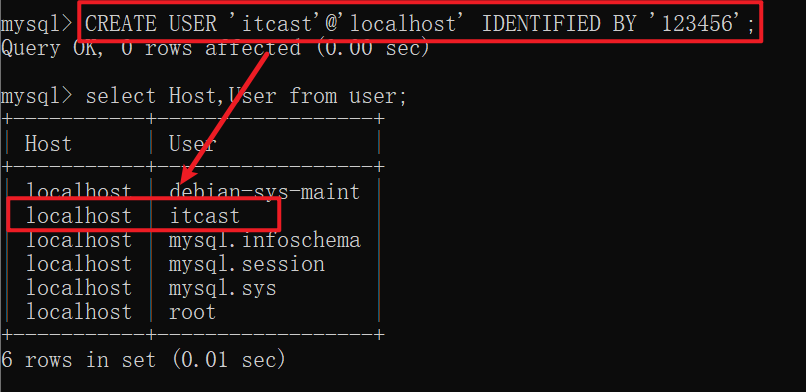 mysql> CREATE USER 'itcast'@'localhost' IDENTIFIED BY '123456';
Query OK, 0 rows affected (0.00 sec)
mysql> select Host,User from user;
+-----------+------------------+
| Host      | User             |
+-----------+------------------+
| localhost | debian-sys-maint |
| localhost | itcast           |
| localhost | mysql.infoschema |
| localhost | mysql.session    |
| localhost | mysql.sys        |
| localhost | root             |
+-----------+------------------+
6 rows in set (0.01 sec)